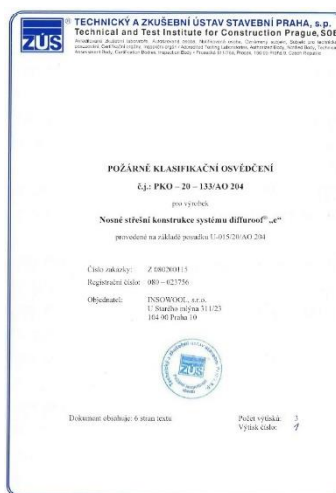 TECHNICKÝ A ZKUŠEBNÍ ÚSTAV STAVEBNÍ PRAHA, s.p.
Technical and Test Institute for Construction Prague, SOE
ZÚS
POŽÁRNĚ KLASIFIKAČNÍ OSVĚDČENÍ
č.j.: PKO – 20 – 133/AO 204
pro výrobek
Nosné střešní konstrukce systému diffuroof® „e“
provedené na základě posudku U-015/20/AO 204
Číslo zakázky: Z 080200115
Registrační číslo: 080 – 023756
Objednatel: INSOWOOL, s.r.o.
U Starého mlýna 311/23
104 00 Praha 10
ZÚS
Dokument obsahuje: 6 stran textu
Počet výtisků: 3
Výtisk číslo: 1